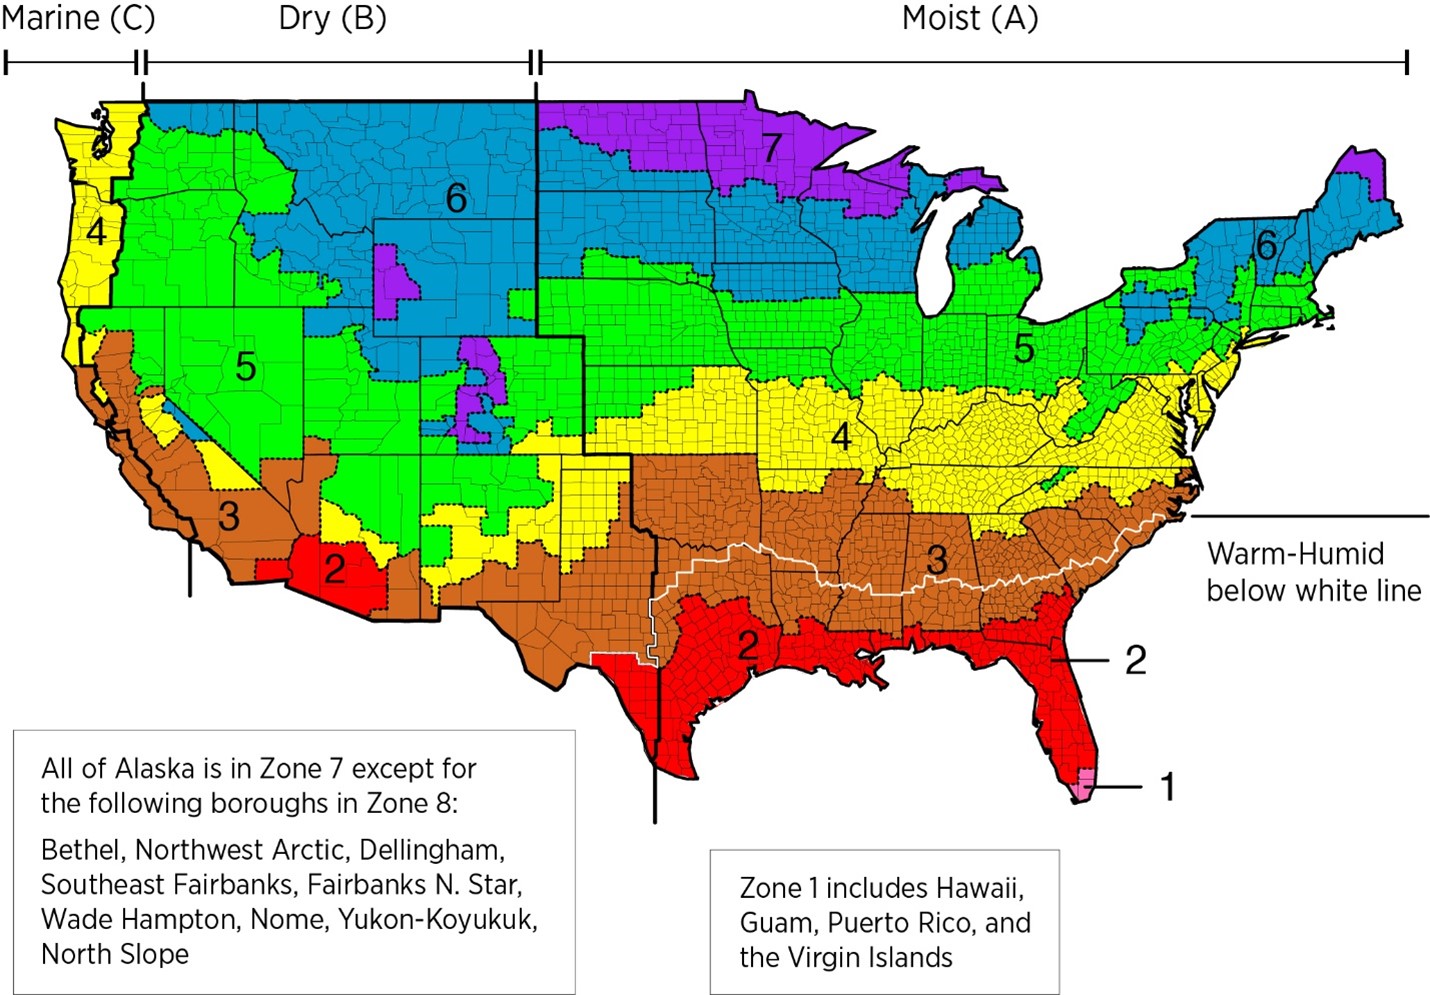 Marine (C)
Dry (B)
Moist (A)
7
6
4
6
5
5
4
3
3
2
2
Warm-Humid
below white line
2
1
All of Alaska is in Zone 7 except for
the following boroughs in Zone 8:
Bethel, Northwest Arctic, Dellingham,
Southeast Fairbanks, Fairbanks N. Star,
Wade Hampton, Nome, Yukon-Koyukuk,
North Slope
Zone 1 includes Hawaii,
Guam, Puerto Rico, and
the Virgin Islands